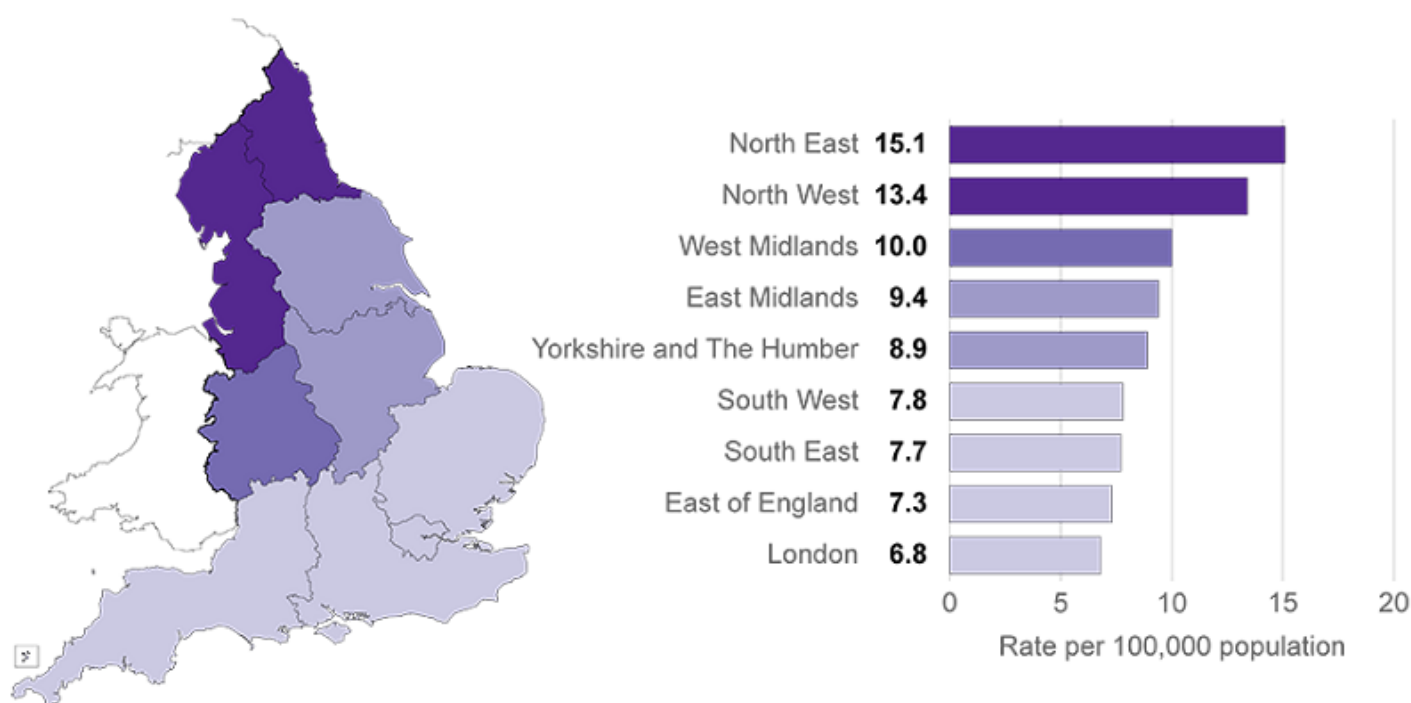 North East 15.1
North West 13.4
West Midlands 10.0
East Midlands 9.4
Yorkshire and The Humber 8.9
South West 7.8
South East 7.7
East of England 7.3
London 6.8
0 5 10 15 20
Rate per 100,000 population